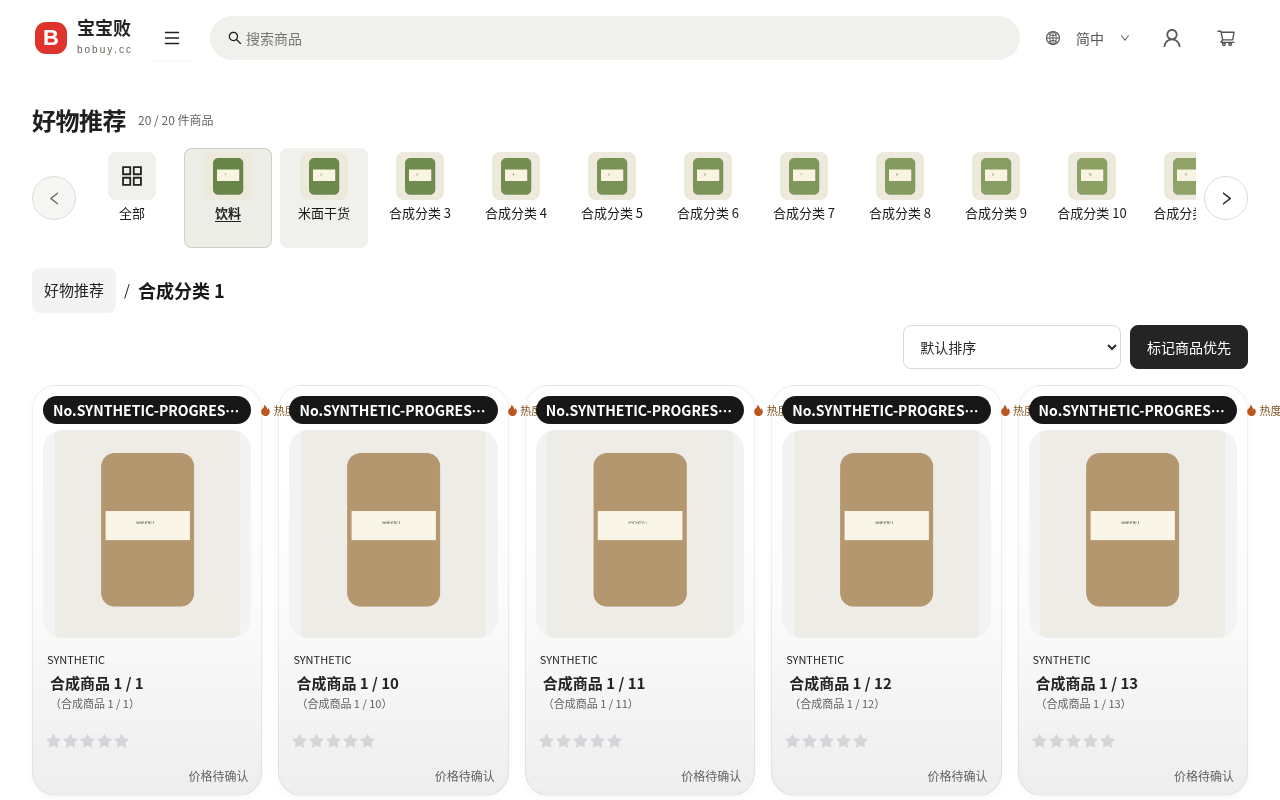 B 宝宝败
bobuy.cc
搜索商品
简中
好物推荐 20 / 20 件商品
全部 饮料 米面干货 合成分类 3 合成分类 4 合成分类 5 合成分类 6 合成分类 7 合成分类 8 合成分类 9 合成分类 10 合成分
好物推荐 / 合成分类 1
默认排序 标记商品优先
No.SYNTHETIC-PROGRES… 热 No.SYNTHETIC-PROGRES… 热 No.SYNTHETIC-PROGRES… 热 No.SYNTHETIC-PROGRES… 热 No.SYNTHETIC-PROGRES… 热度
SYNTHETIC SYNTHETIC SYNTHETIC SYNTHETIC SYNTHETIC
合成商品 1 / 1 合成商品 1 / 10 合成商品 1 / 11 合成商品 1 / 12 合成商品 1 / 13
（合成商品 1 / 1） （合成商品 1 / 10） （合成商品 1 / 11） （合成商品 1 / 12） （合成商品 1 / 13）
价格待确认 价格待确认 价格待确认 价格待确认 价格待确认